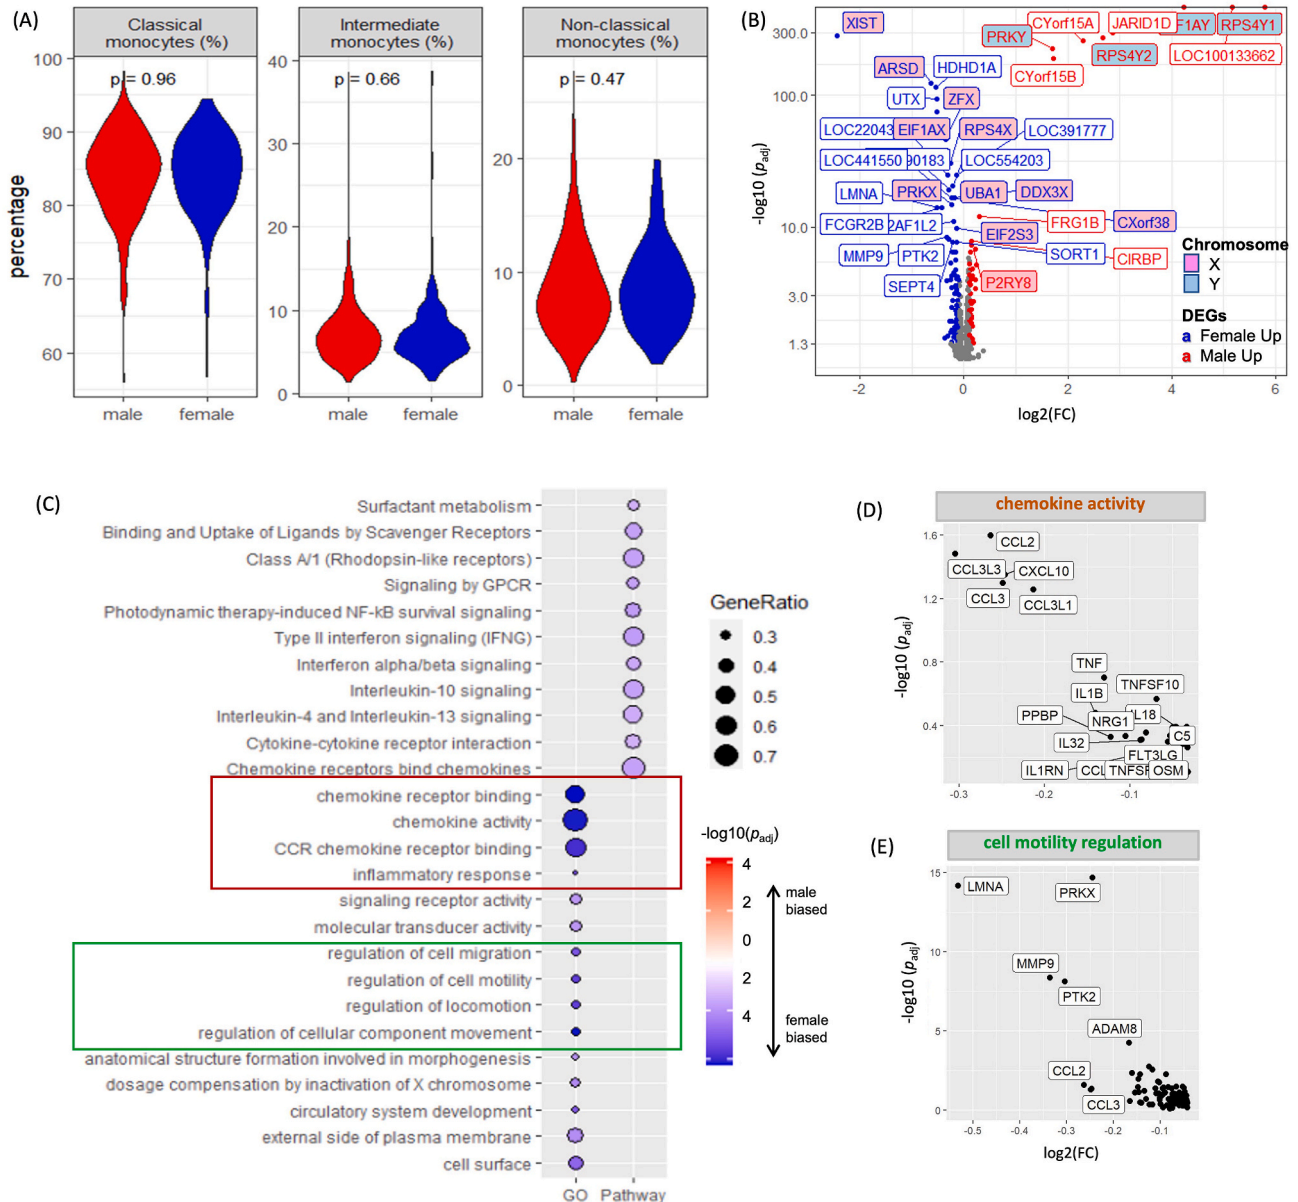 (A)
Classical
monocytes (%)
Intermediate
monocytes (%)
Non-classical
monocytes (%)
p = 0.96
p = 0.66
p = 0.47
percentage
100
90
80
70
60
40
30
20
10
0
20
10
0
male female
male female
male female
(B)
-log10 (padj)
300.0
100.0
30.0
10.0
3.0
1.3
-2 0 2 4 6
log2(FC)
XIST
CYorf15A
JARID1D
F1AY
RPS4Y1
PRKY
RPS4Y2
LOC100133662
CYorf15B
ARSD
HDHD1A
UTX
ZFX
LOC22043
EIF1AX
RPS4X
LOC391777
LOC441550
90183
LOC554203
LMNA
PRKX
UBA1
DDX3X
FCGR2B
2AF1L2
EIF2S3
FRG1B
CXorf38
MMP9
PTK2
SORT1
CIRBP
SEPT4
P2RY8
Chromosome
X
Y
DEGs
a Female Up
a Male Up
(C)
Surfactant metabolism
Binding and Uptake of Ligands by Scavenger Receptors
Class A/1 (Rhodopsin-like receptors)
Signaling by GPCR
Photodynamic therapy-induced NF-kB survival signaling
Type II interferon signaling (IFNG)
Interferon alpha/beta signaling
Interleukin-10 signaling
Interleukin-4 and Interleukin-13 signaling
Cytokine-cytokine receptor interaction
Chemokine receptors bind chemokines
chemokine receptor binding
chemokine activity
CCR chemokine receptor binding
inflammatory response
signaling receptor activity
molecular transducer activity
regulation of cell migration
regulation of cell motility
regulation of locomotion
regulation of cellular component movement
anatomical structure formation involved in morphogenesis
dosage compensation by inactivation of X chromosome
circulatory system development
external side of plasma membrane
cell surface
GO Pathway
GeneRatio
0.3
0.4
0.5
0.6
0.7
-log10(padj)
4
2
0
2
4
male
biased
female
biased
(D)
chemokine activity
-log10 (padj)
1.6
1.2
0.8
0.4
-0.3 -0.2 -0.1
CCL2
CCL3L3
CXCL10
CCL3
CCL3L1
TNF
IL1B
TNFSF10
PPBP
NRG1
IL18
C5
IL32
FLT3LG
IL1RN
CCL
TNFSF
OSM
(E)
cell motility regulation
-log10 (padj)
15
10
5
0
-0.5 -0.4 -0.3 -0.2 -0.1
log2(FC)
LMNA
PRKX
MMP9
PTK2
ADAM8
CCL2
CCL3